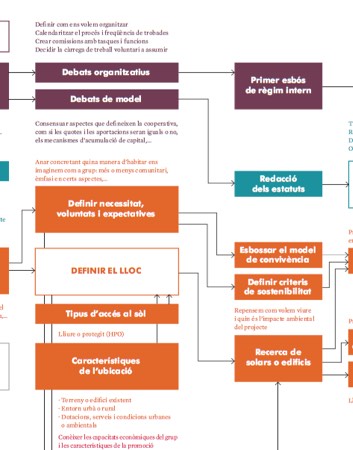 Definir com ens volem organitzar
Calendaritzar el procés i freqüència de trobades
Crear comissions amb tasques i funcions
Decidir la càrrega de treball voluntari a assumir
Debats organitzatius
Debats de model
Primer esbós
de règim intern
Consensuar aspectes que defineixen la cooperativa,
com si les quotes i les aportacions seran iguals o no,
els mecanismes d'acumulació de capital,...
Anar concretant quina manera d'habitar ens
imaginem com a grup: més o menys comunitari,
èmfasi en certs aspectes,...
Redacció
dels estatuts
Definir necessitat,
voluntats i expectatives
Esbossar el model
de convivència
DEFINIR EL LLOC
Definir criteris
de sostenibilitat
Repensem com volem viure
i quin és l'impacte ambiental
del projecte
Tipus d'accés al sòl
Lliure o protegit (HPO)
Característiques
de l'ubicació
Recerca de
solars o edificis
· Terreny o edifici existent
· Entorn urbà o rural
· Dotacions, serveis i condicions urbanes
o ambientals
Conèixer les capacitats econòmiques del grup
i les característiques de la promoció